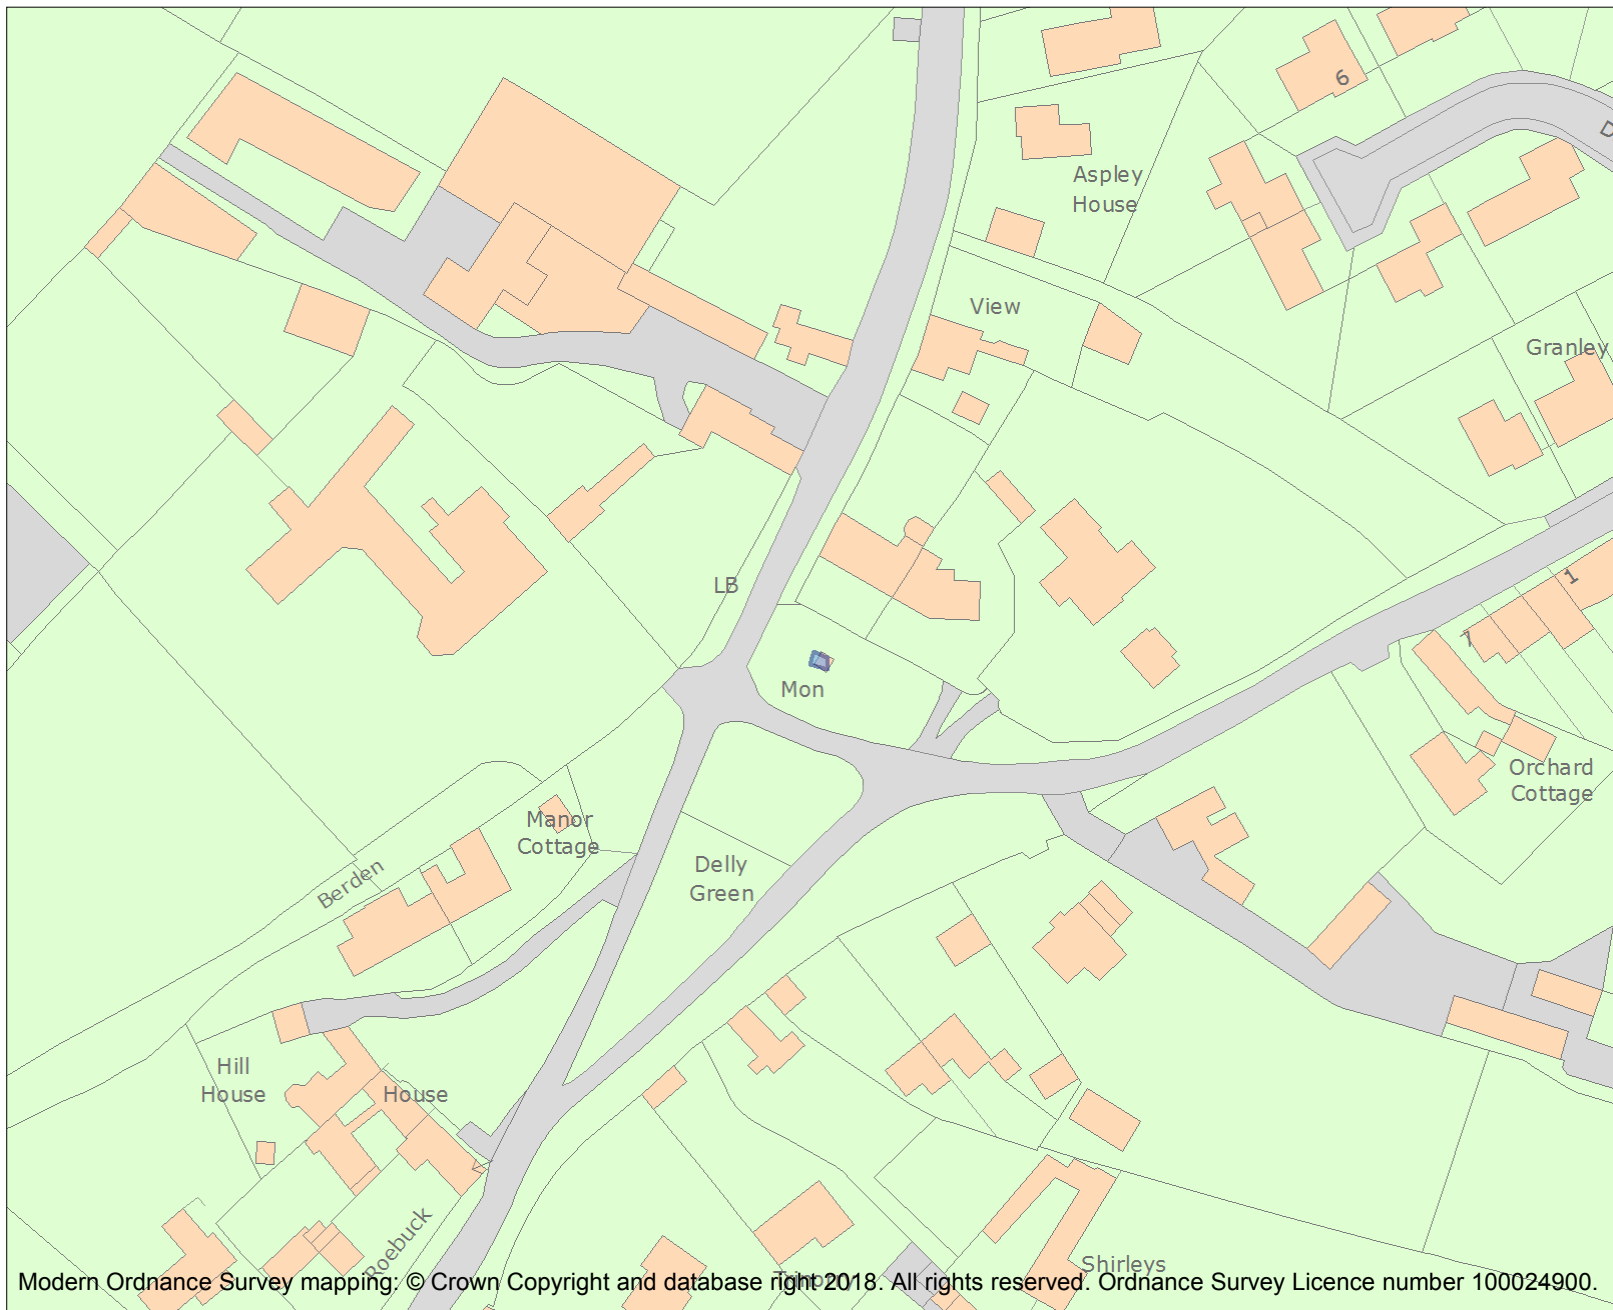 6
D
Aspley
House
View
Granley
LB
1
7
Mon
Orchard
Cottage
Manor
Cottage
Delly
Green
Berden
Hill
House
House
Roebuck
Shirleys
Modern Ordnance Survey mapping: © Crown Copyright and database right 2018. All rights reserved. Ordnance Survey Licence number 100024900.